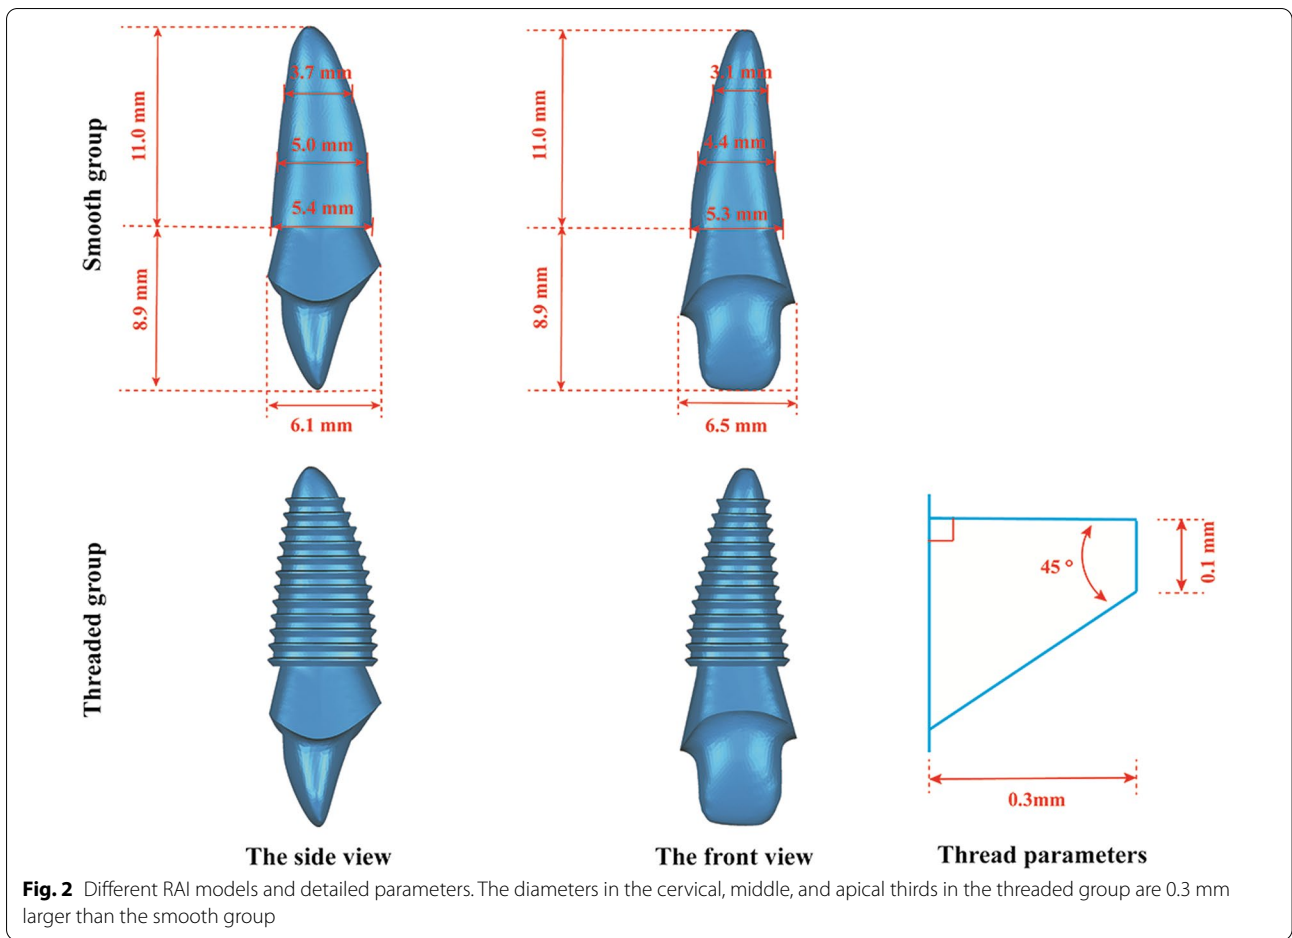 Smooth group
11.0 mm
8.9 mm
3.7 mm
5.0 mm
5.4 mm
6.1 mm
11.0 mm
8.9 mm
3.1 mm
4.4 mm
5.3 mm
6.5 mm
Threaded group
45 °
0.1 mm
0.3mm
The side view
The front view
Thread parameters
Fig. 2 Different RAI models and detailed parameters. The diameters in the cervical, middle, and apical thirds in the threaded group are 0.3 mm
larger than the smooth group